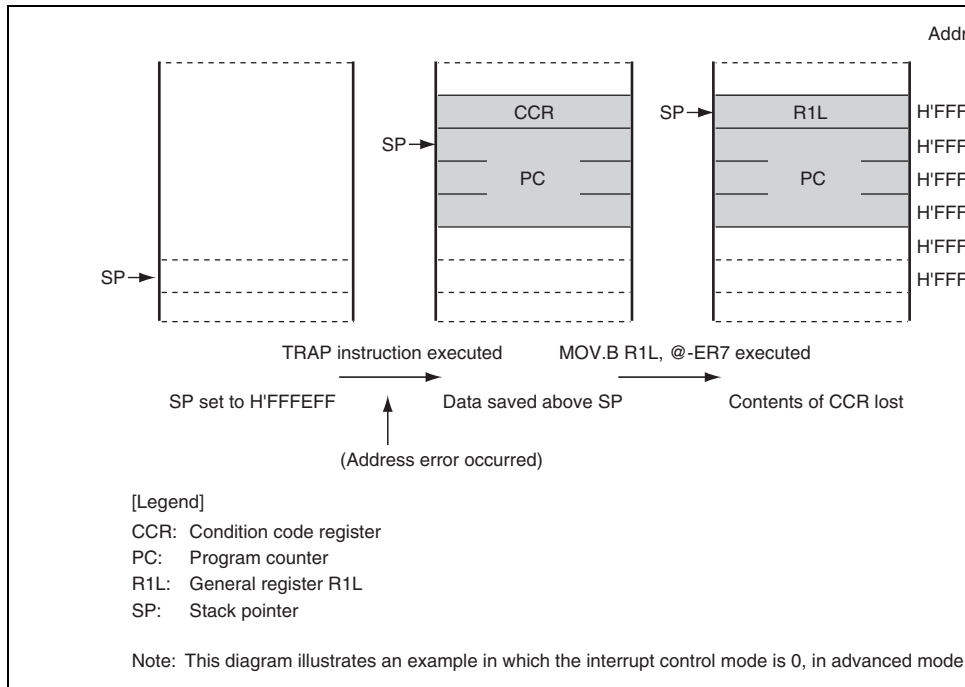 Addr
CCR
SP
R1L
H'FFF
SP
H'FFF
PC
PC
H'FFF
H'FFF
H'FFF
SP
H'FFF
TRAP instruction executed
MOV.B R1L, @-ER7 executed
SP set to H'FFFEFF
Data saved above SP
Contents of CCR lost
(Address error occurred)
[Legend]
CCR: Condition code register
PC: Program counter
R1L: General register R1L
SP: Stack pointer
Note: This diagram illustrates an example in which the interrupt control mode is 0, in advanced mode